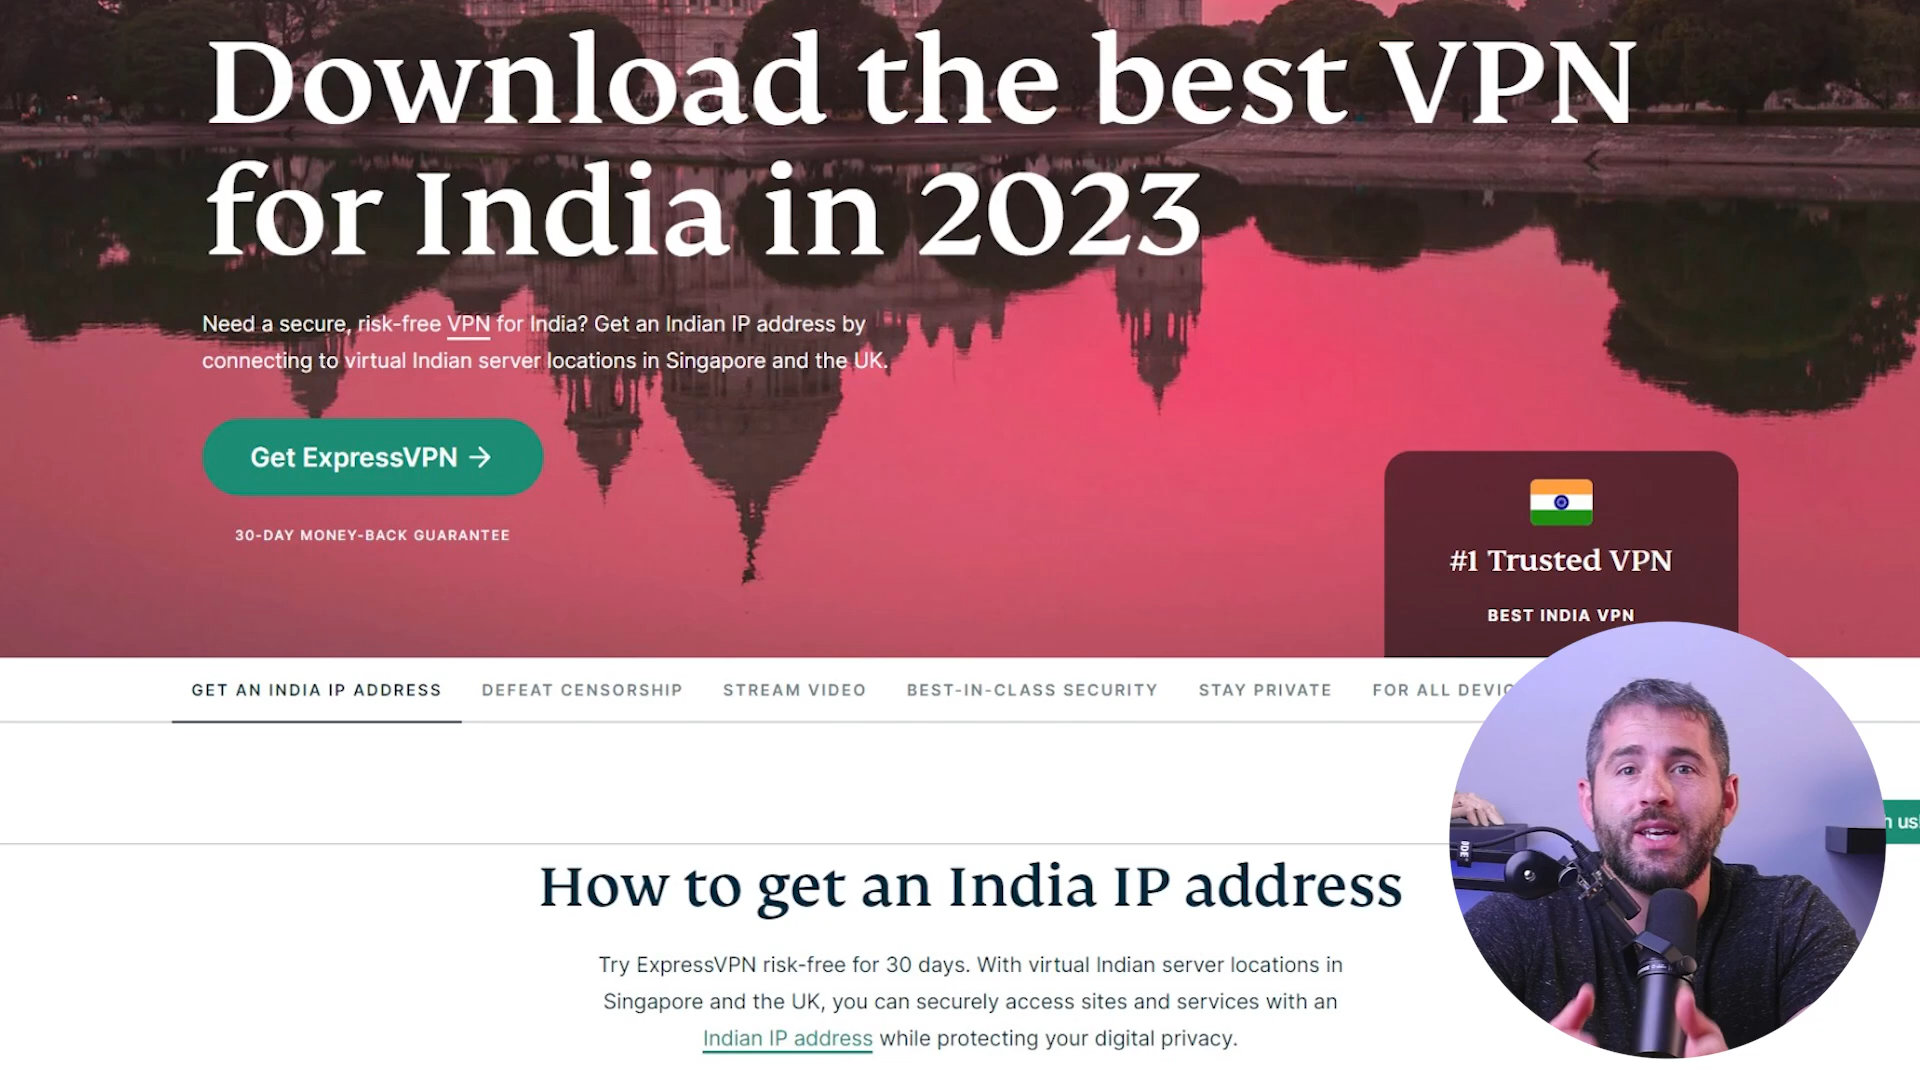 Download the best VPN
for India in 2023
Need a secure, risk-free VPN for India? Get an Indian IP address by
connecting to virtual Indian server locations in Singapore and the UK.
Get ExpressVPN →
30-DAY MONEY-BACK GUARANTEE
#1 Trusted VPN
BEST INDIA VPN
GET AN INDIA IP ADDRESS DEFEAT CENSORSHIP STREAM VIDEO BEST-IN-CLASS SECURITY STAY PRIVATE FOR ALL
us!
How to get an India IP address
Try ExpressVPN risk-free for 30 days. With virtual Indian server locations in
Singapore and the UK, you can securely access sites and services with an
Indian IP address while protecting your digital privacy.